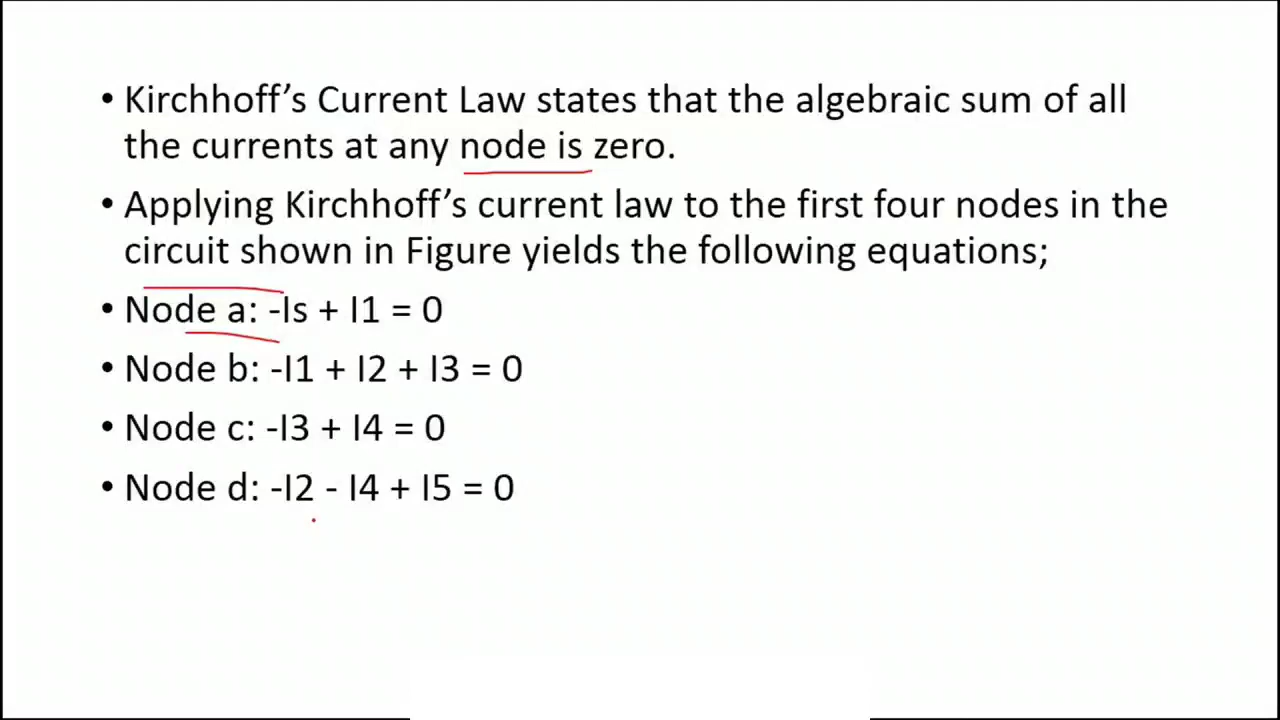 • Kirchhoff’s Current Law states that the algebraic sum of all
the currents at any node is zero.
• Applying Kirchhoff’s current law to the first four nodes in the
circuit shown in Figure yields the following equations;
• Node a: -Is + I1 = 0
• Node b: -I1 + I2 + I3 = 0
• Node c: -I3 + I4 = 0
• Node d: -I2 - I4 + I5 = 0